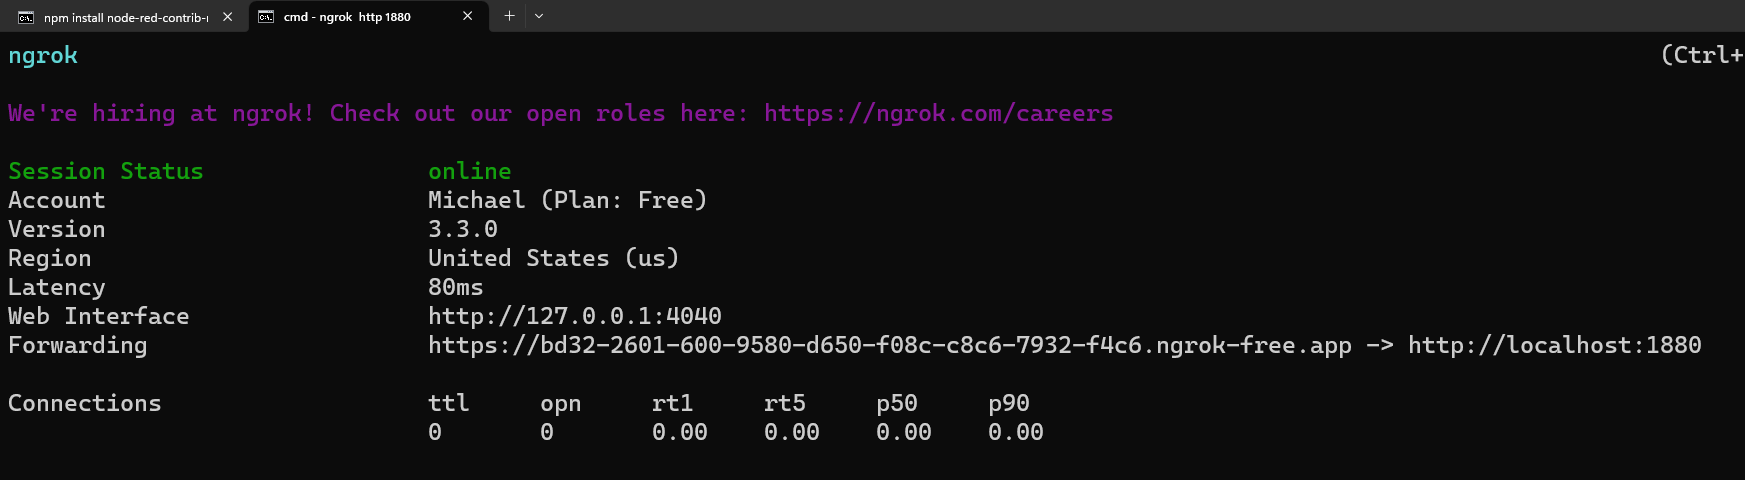 npm install node-red-contrib-r
cmd - ngrok  http 1880
ngrok (Ctrl+
We're hiring at ngrok! Check out our open roles here: https://ngrok.com/careers
Session Status online
Account Michael (Plan: Free)
Version 3.3.0
Region United States (us)
Latency 80ms
Web Interface http://127.0.0.1:4040
Forwarding https://bd32-2601-600-9580-d650-f08c-c8c6-7932-f4c6.ngrok-free.app -> http://localhost:1880
Connections ttl opn rt1 rt5 p50 p90
0 0 0.00 0.00 0.00 0.00